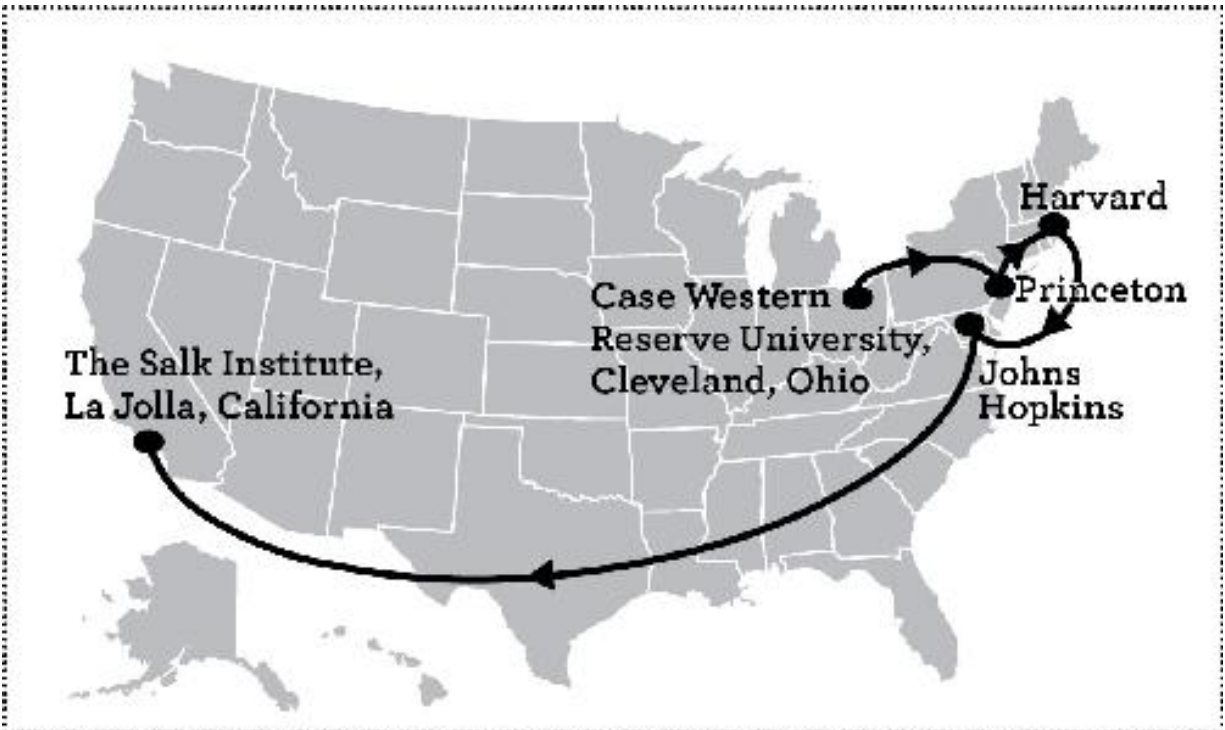 Harvard
Princeton
Case Western
Reserve University,
Cleveland, Ohio
The Salk Institute,
La Jolla, California
Johns
Hopkins